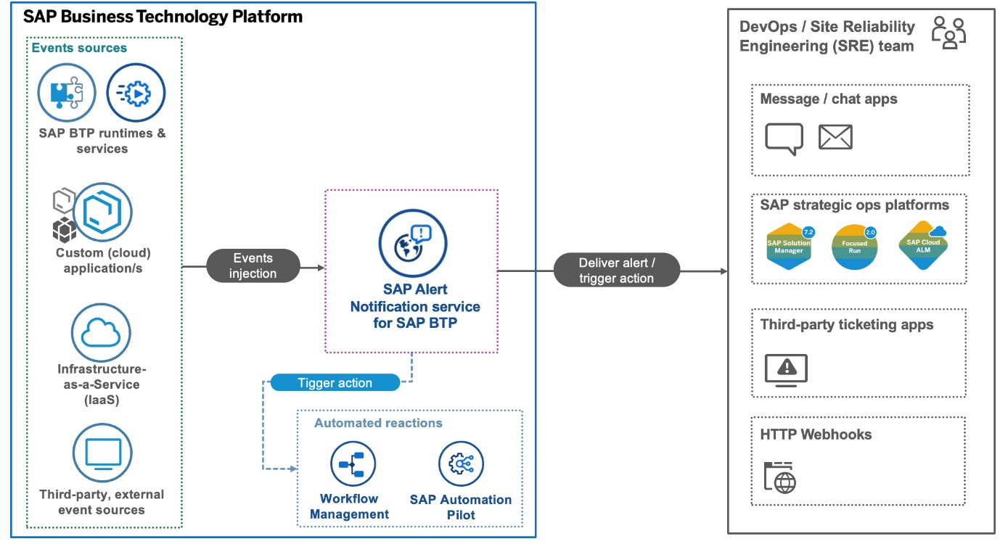 SAP Business Technology Platform
Events sources
SAP BTP runtimes &
services
Custom (cloud)
application/s
Infrastructure-
as-a-Service
(IaaS)
Third-party, external
event sources
Events
injection
SAP Alert
Notification service
for SAP BTP
Tigger action
Automated reactions
Workflow
Management
SAP Automation
Pilot
Deliver alert /
trigger action
DevOps / Site Reliability
Engineering (SRE) team
Message / chat apps
SAP strategic ops platforms
7.2
SAP Solution
Manager
2.0
Focused
Run
SAP Cloud
ALM
Third-party ticketing apps
HTTP Webhooks